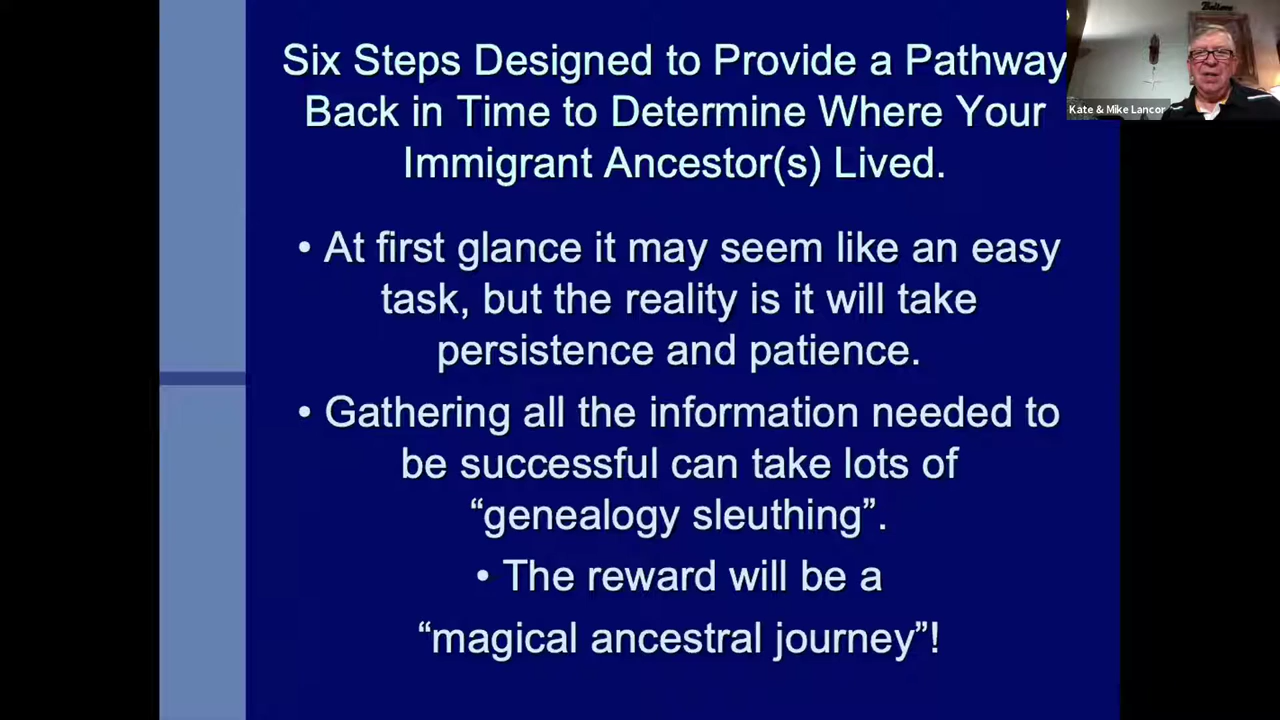 Six Steps Designed to Provide a Pathway
Back in Time to Determine Where Your
Immigrant Ancestor(s) Lived.
• At first glance it may seem like an easy
task, but the reality is it will take
persistence and patience.
• Gathering all the information needed to
be successful can take lots of
“genealogy sleuthing”.
• The reward will be a
“magical ancestral journey”!
Believe
Kate & Mike Lancor